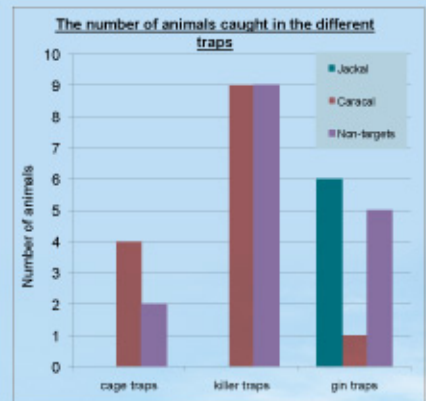 The number of animals caught in the different
traps
10
9
8
7
6
5
4
3
2
1
0
Number of animals
Jackal
Caracal
Non-targets
cage traps
killer traps
gin traps